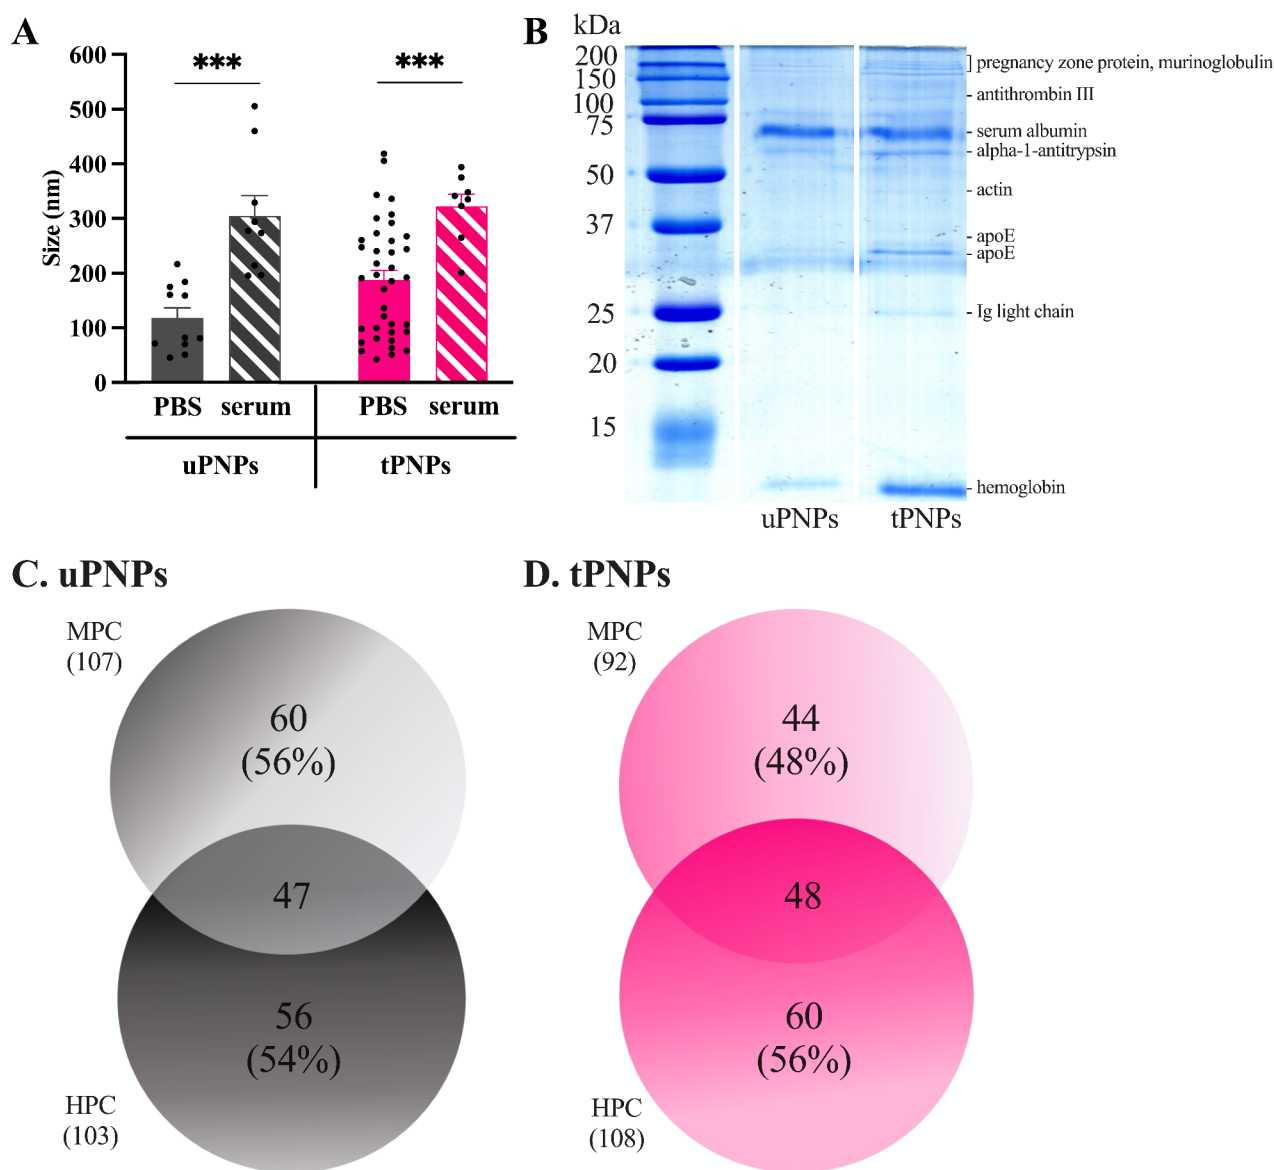 A
600
500
400
300
200
100
0
Size (nm)
***
***
PBS serum PBS serum
uPNPs tPNPs
B
kDa
200
150
100
75
50
37
25
20
15
pregnancy zone protein, murinoglobulin
antithrombin III
serum albumin
alpha-1-antitrypsin
actin
apoE
apoE
Ig light chain
hemoglobin
uPNPs tPNPs
C. uPNPs
MPC
(107)
60
(56%)
47
56
(54%)
HPC
(103)
D. tPNPs
MPC
(92)
44
(48%)
48
60
(56%)
HPC
(108)